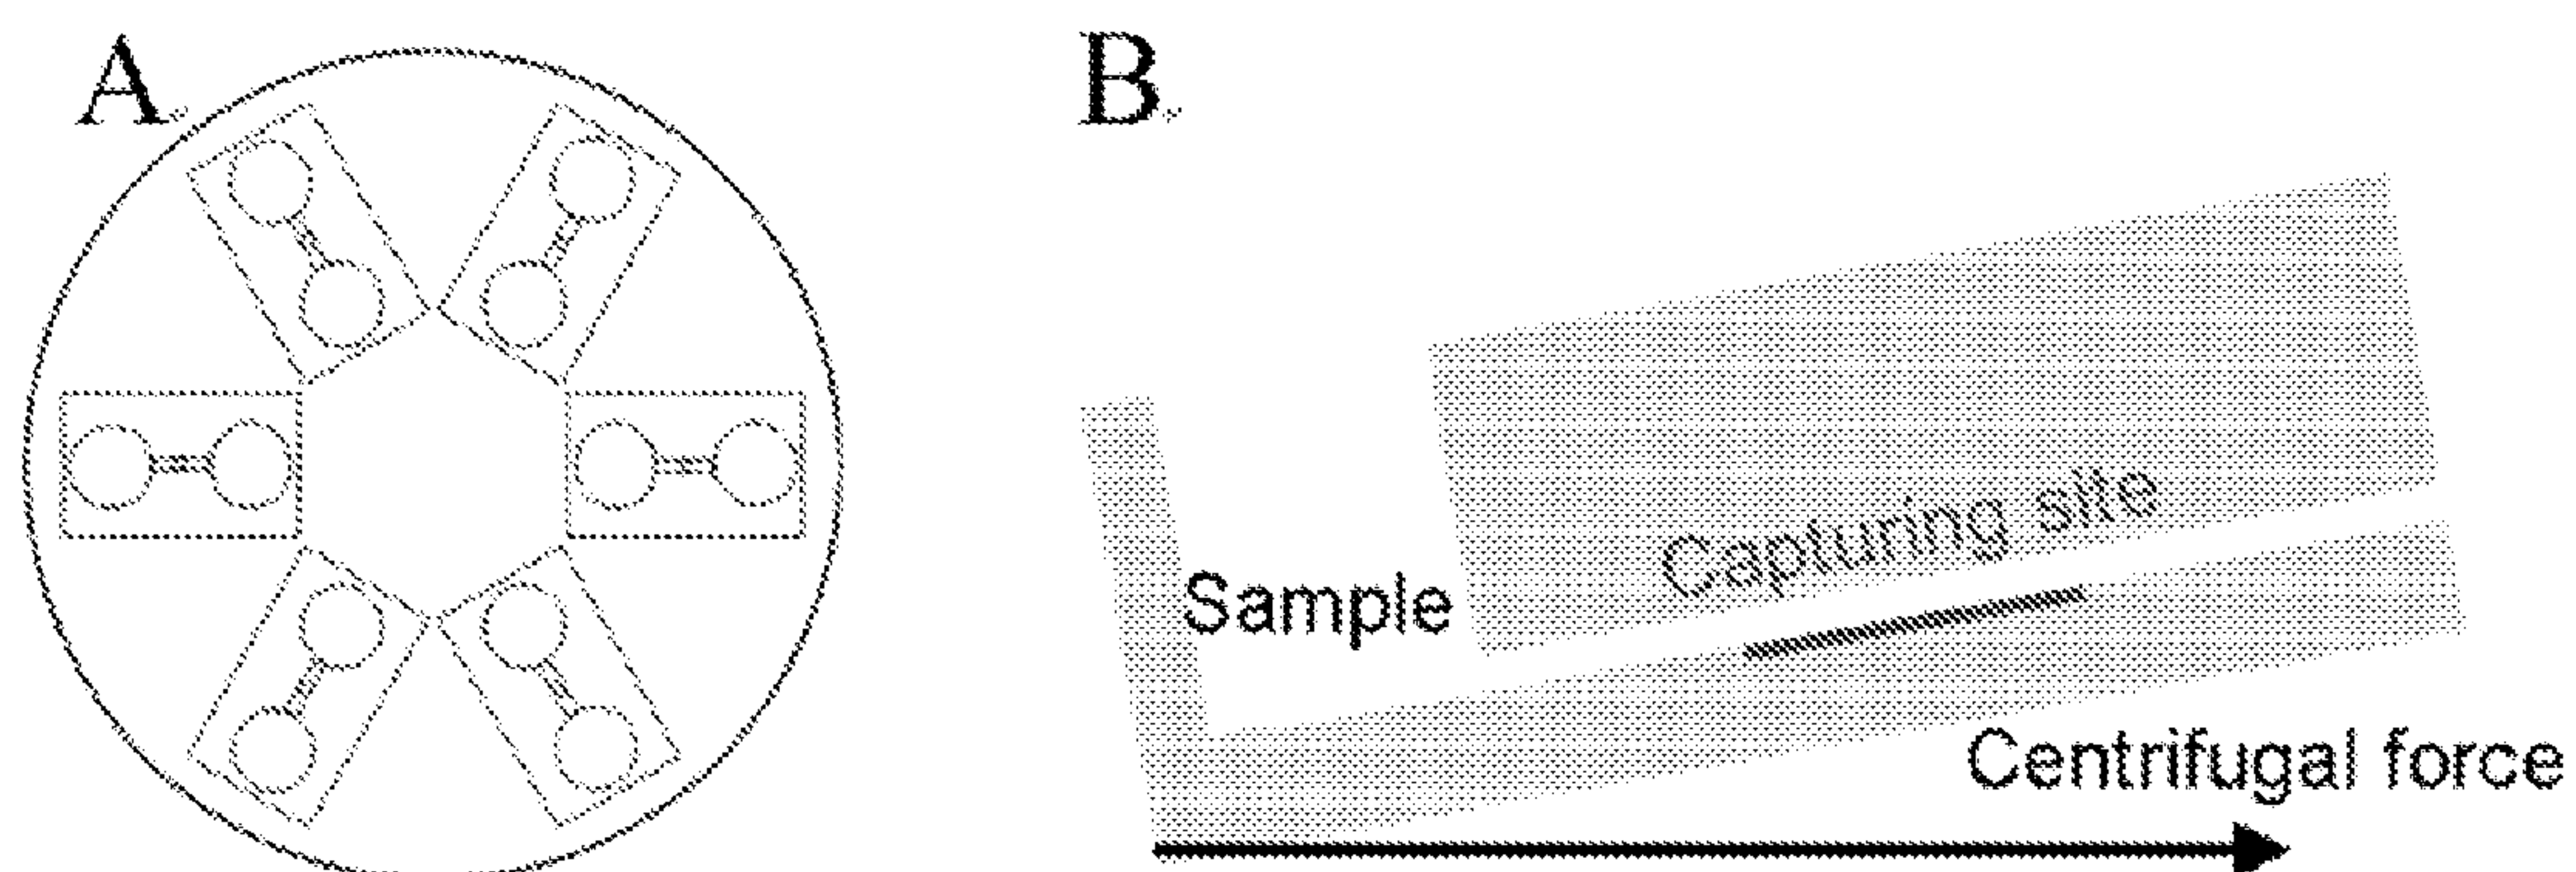 A.
B.
Sample
Capturing site
Centrifugal force